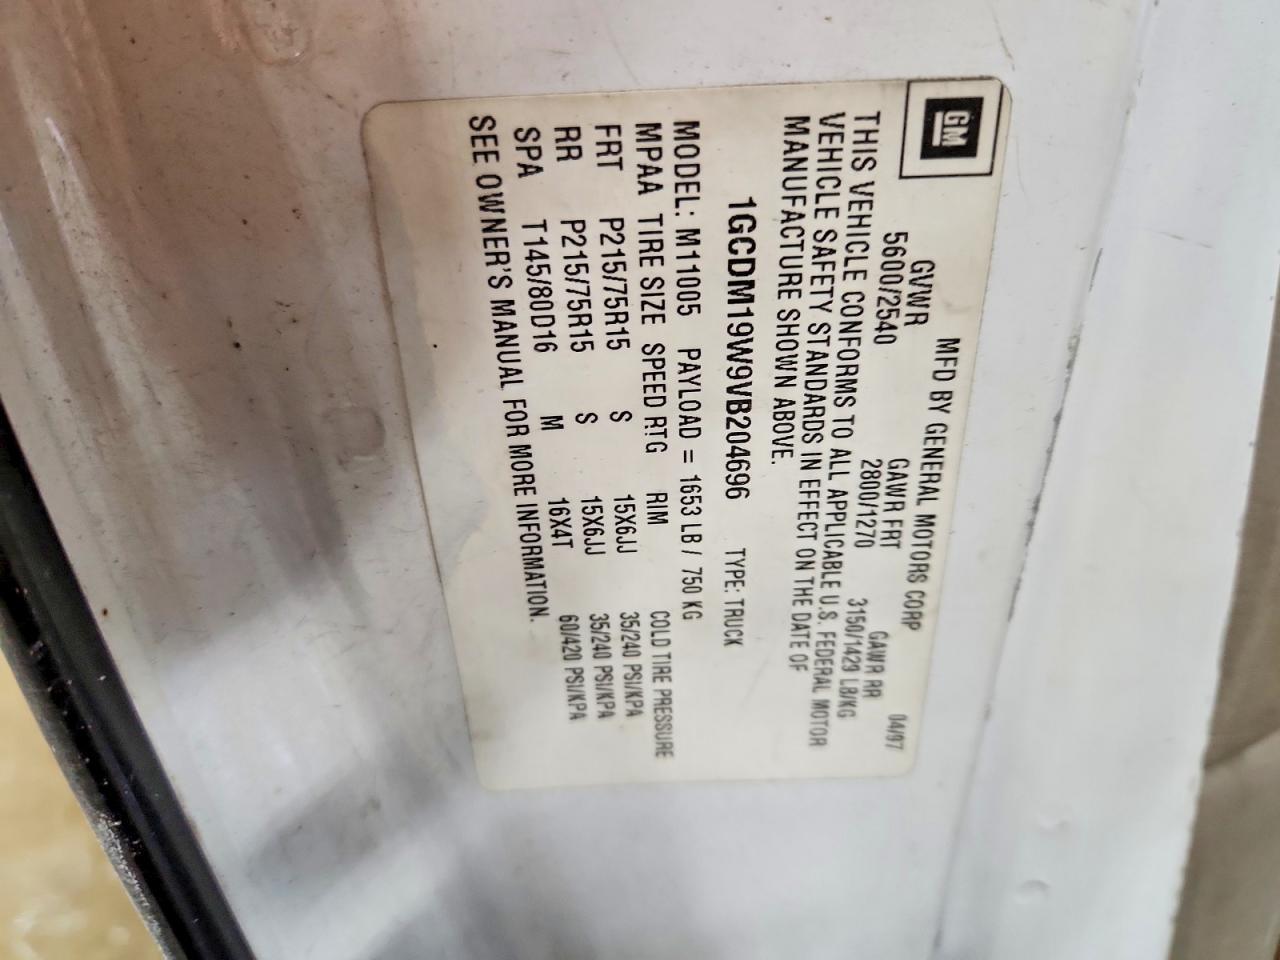 GM
MFD BY GENERAL MOTORS CORP 04/97
GVWR GAWR FRT GAWR RR
5600/2540 2800/1270 3150/1429 LB/KG
THIS VEHICLE CONFORMS TO ALL APPLICABLE U.S. FEDERAL MOTOR
VEHICLE SAFETY STANDARDS IN EFFECT ON THE DATE OF
MANUFACTURE SHOWN ABOVE.
1GCDM19W9VB204696 TYPE: TRUCK
MODEL: M11005 PAYLOAD = 1653 LB / 750 KG
MPAA TIRE SIZE SPEED RTG RIM COLD TIRE PRESSURE
FRT P215/75R15 S 15X6JJ 35/240 PSI/KPA
RR P215/75R15 S 15X6JJ 35/240 PSI/KPA
SPA T145/80D16 M 16X4T 60/420 PSI/KPA
SEE OWNER'S MANUAL FOR MORE INFORMATION.